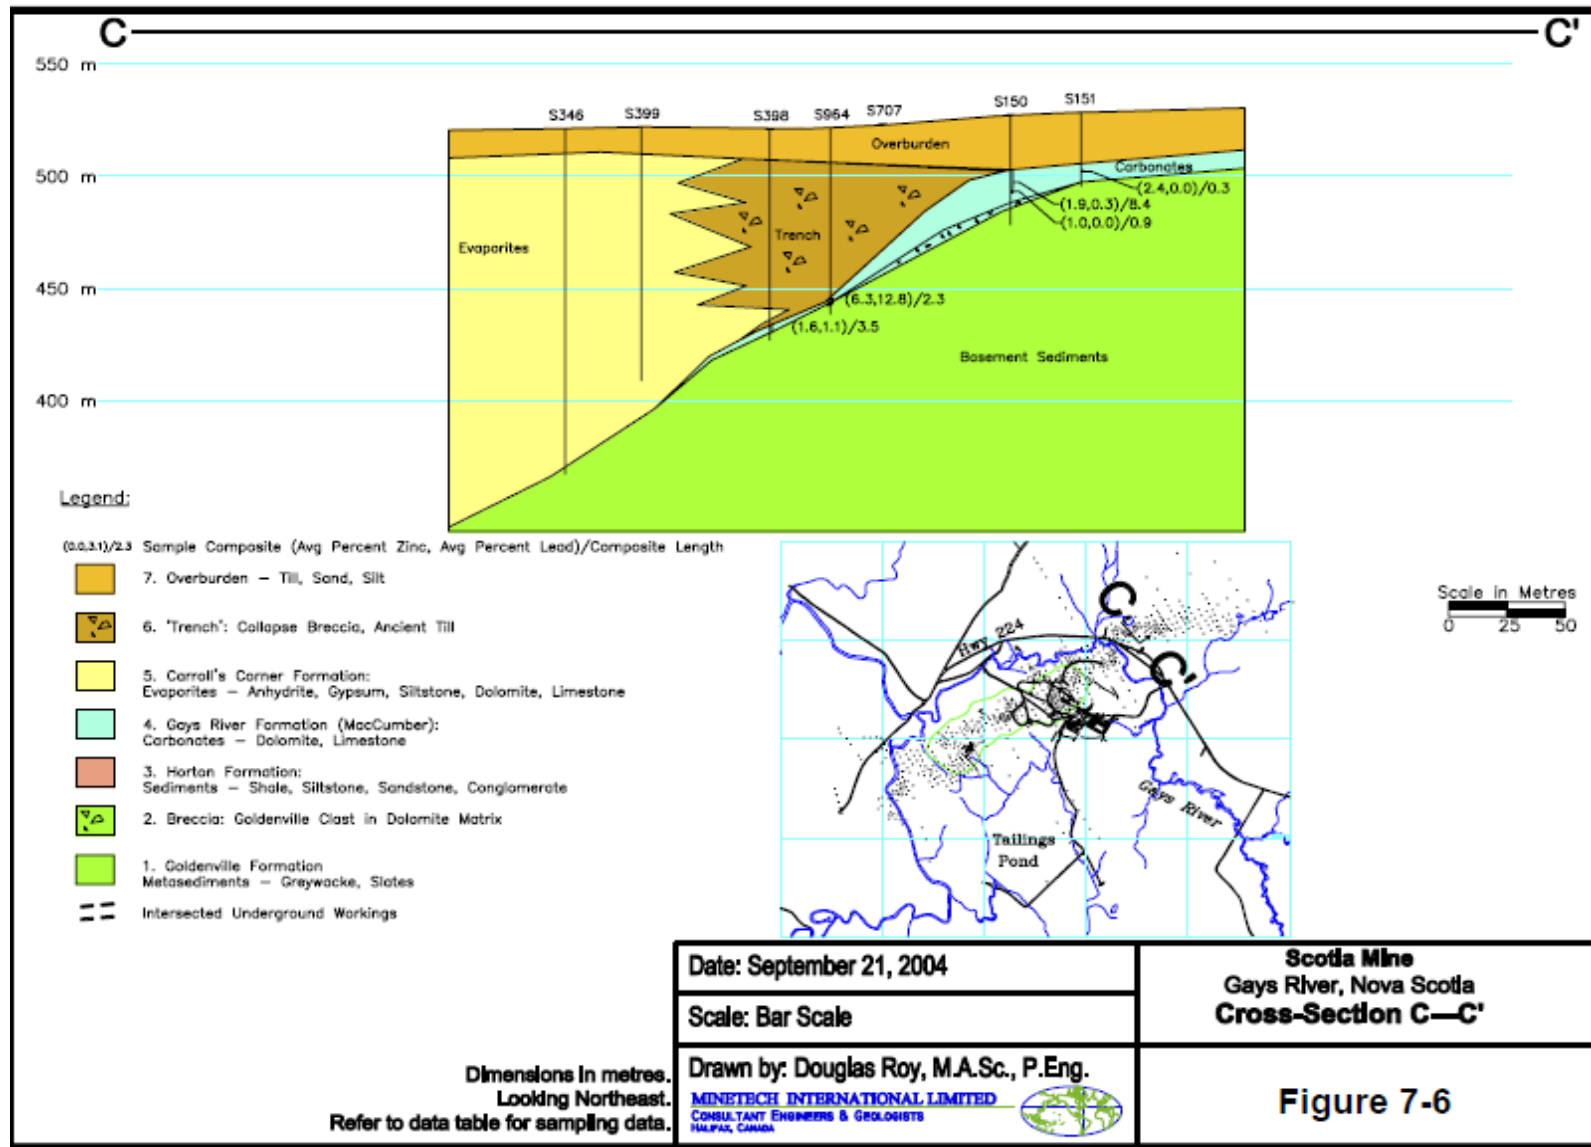 C C'
550 m
500 m
450 m
400 m
S346 S399 S398 S964 S707 S150 S151
Overburden
Carbonates
(2.4,0.0)/0.3
(1.9,0.3)/8.4
(1.0,0.0)/0.9
Trench
Evaporites
(6.3,12.8)/2.3
(1.6,1.1)/3.5
Basement Sediments
Legend:
(0.0,3.1)/2.3 Sample Composite (Avg Percent Zinc, Avg Percent Lead)/Composite Length
7. Overburden – Till, Sand, Silt
6. 'Trench': Collapse Breccia, Ancient Till
5. Carroll's Corner Formation:
Evaporites – Anhydrite, Gypsum, Siltstone, Dolomite, Limestone
4. Gays River Formation (MacCumber):
Carbonates – Dolomite, Limestone
3. Horton Formation:
Sediments – Shale, Siltstone, Sandstone, Conglomerate
2. Breccia: Goldenville Clast in Dolomite Matrix
1. Goldenville Formation
Metasediments – Greywacke, Slates
Intersected Underground Workings
C
C'
Hwy 224
Gays River
Tailings
Pond
Scale in Metres
0 25 50
Dimensions in metres.
Looking Northeast.
Refer to data table for sampling data.
Date: September 21, 2004
Scale: Bar Scale
Drawn by: Douglas Roy, M.A.Sc., P.Eng.
MINETECH INTERNATIONAL LIMITED
CONSULTANT ENGINEERS & GEOLOGISTS
HALIFAX, CANADA
Scotia Mine
Gays River, Nova Scotia
Cross-Section C—C'
Figure 7-6